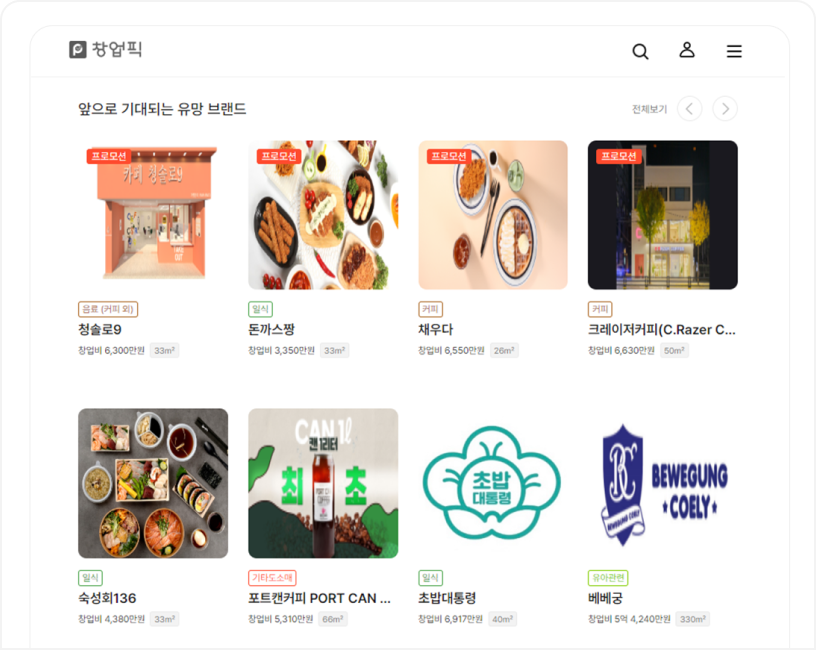 창업픽
앞으로 기대되는 유망 브랜드
전체보기
프로모션
카페 청솔로9
프로모션
프로모션
프로모션
음료 (커피 외)
청솔로9
창업비 6,300만원 33m²
일식
돈까스짱
창업비 3,350만원 33m²
커피
채우다
창업비 6,550만원 26m²
커피
크레이저커피(C.Razer C...
창업비 6,630만원 50m²
CAN 1ℓ
캔 1리터
최초
초밥
대통령
BEWEGUNG
COELY
BEWEGUNG COELY
일식
숙성회136
창업비 4,380만원 33m²
기타도소매
포트캔커피 PORT CAN ...
창업비 5,310만원 66m²
일식
초밥대통령
창업비 6,917만원 40m²
유아관련
베베궁
창업비 5억 4,240만원 330m²